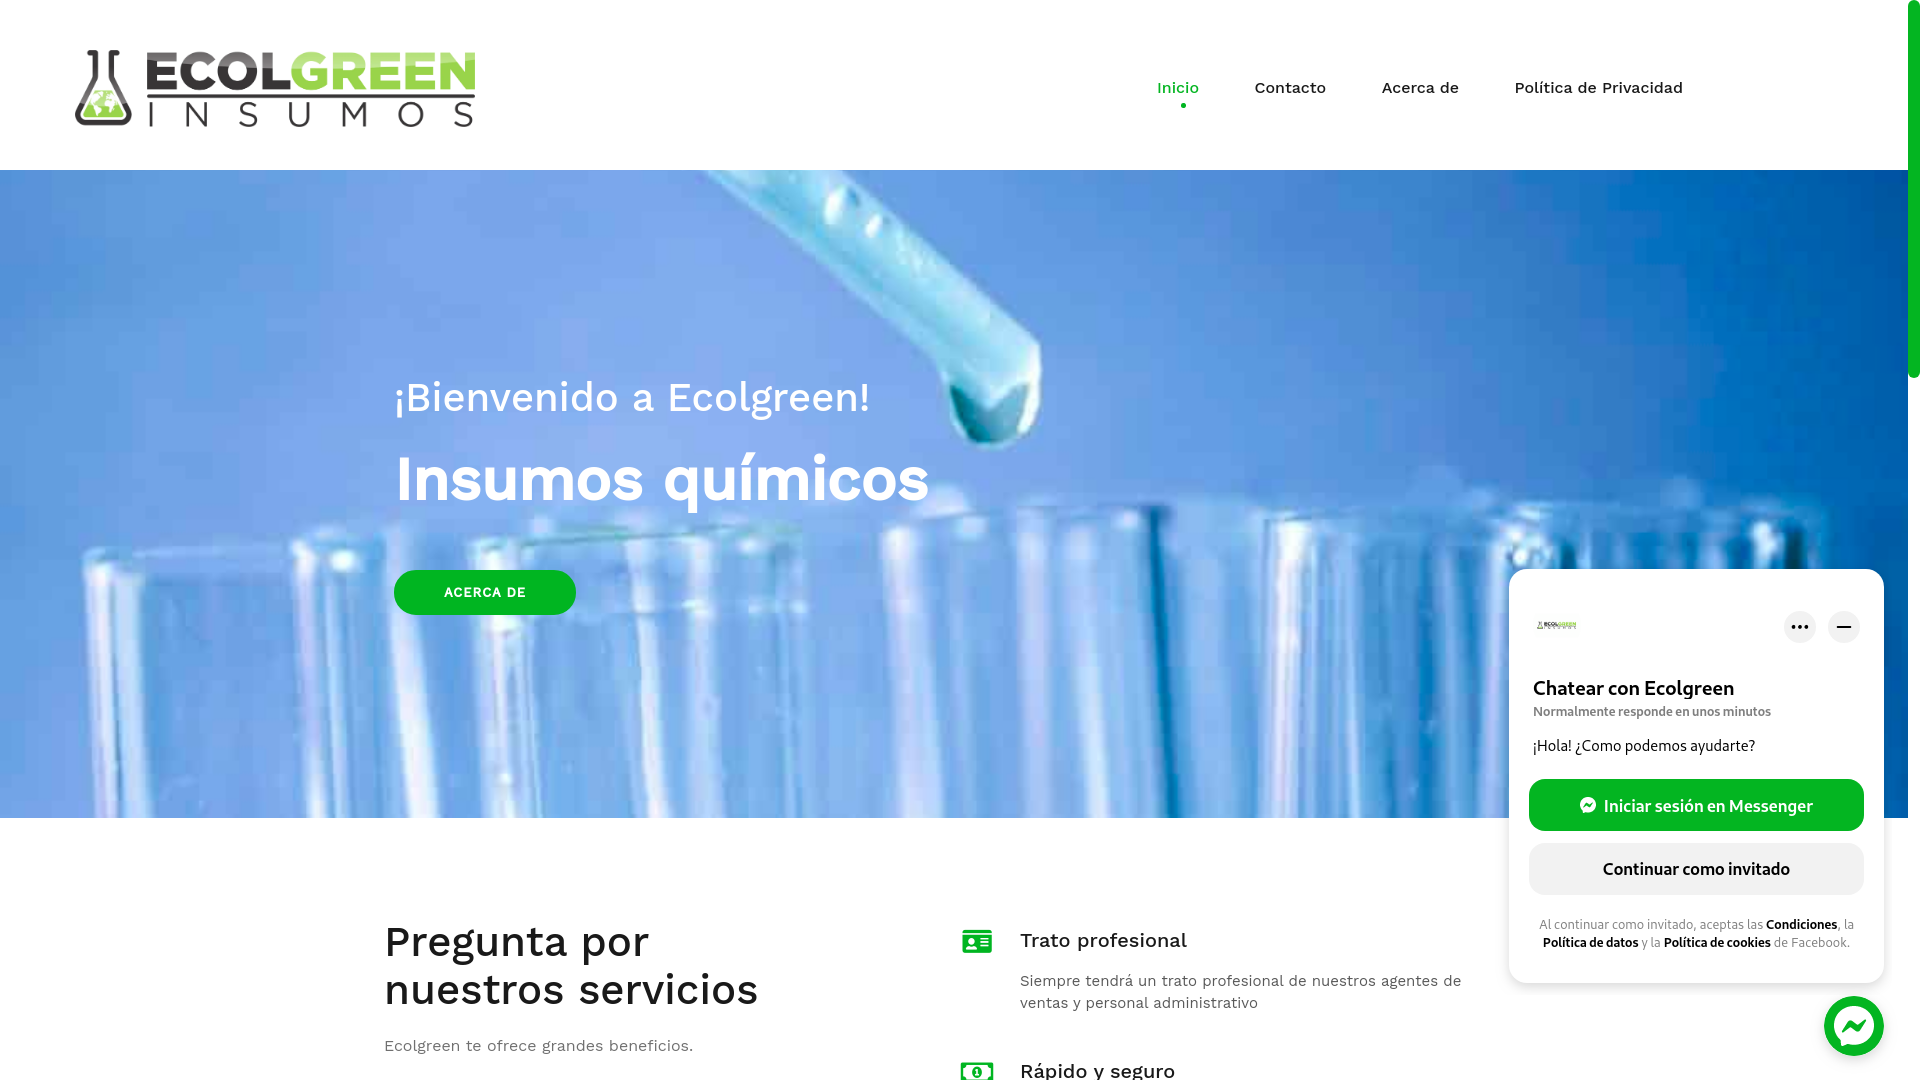 ECOLGREEN
INSUMOS
Inicio
Contacto
Acerca de
Política de Privacidad
¡Bienvenido a Ecolgreen!
Insumos químicos
ACERCA DE
ECOLGREEN
INSUMOS
Chatear con Ecolgreen
Normalmente responde en unos minutos
¡Hola! ¿Como podemos ayudarte?
Iniciar sesión en Messenger
Continuar como invitado
Al continuar como invitado, aceptas las Condiciones, la
Política de datos y la Política de cookies de Facebook.
Pregunta por
nuestros servicios
Ecolgreen te ofrece grandes beneficios.
Trato profesional
Siempre tendrá un trato profesional de nuestros agentes de
ventas y personal administrativo
Rápido y seguro